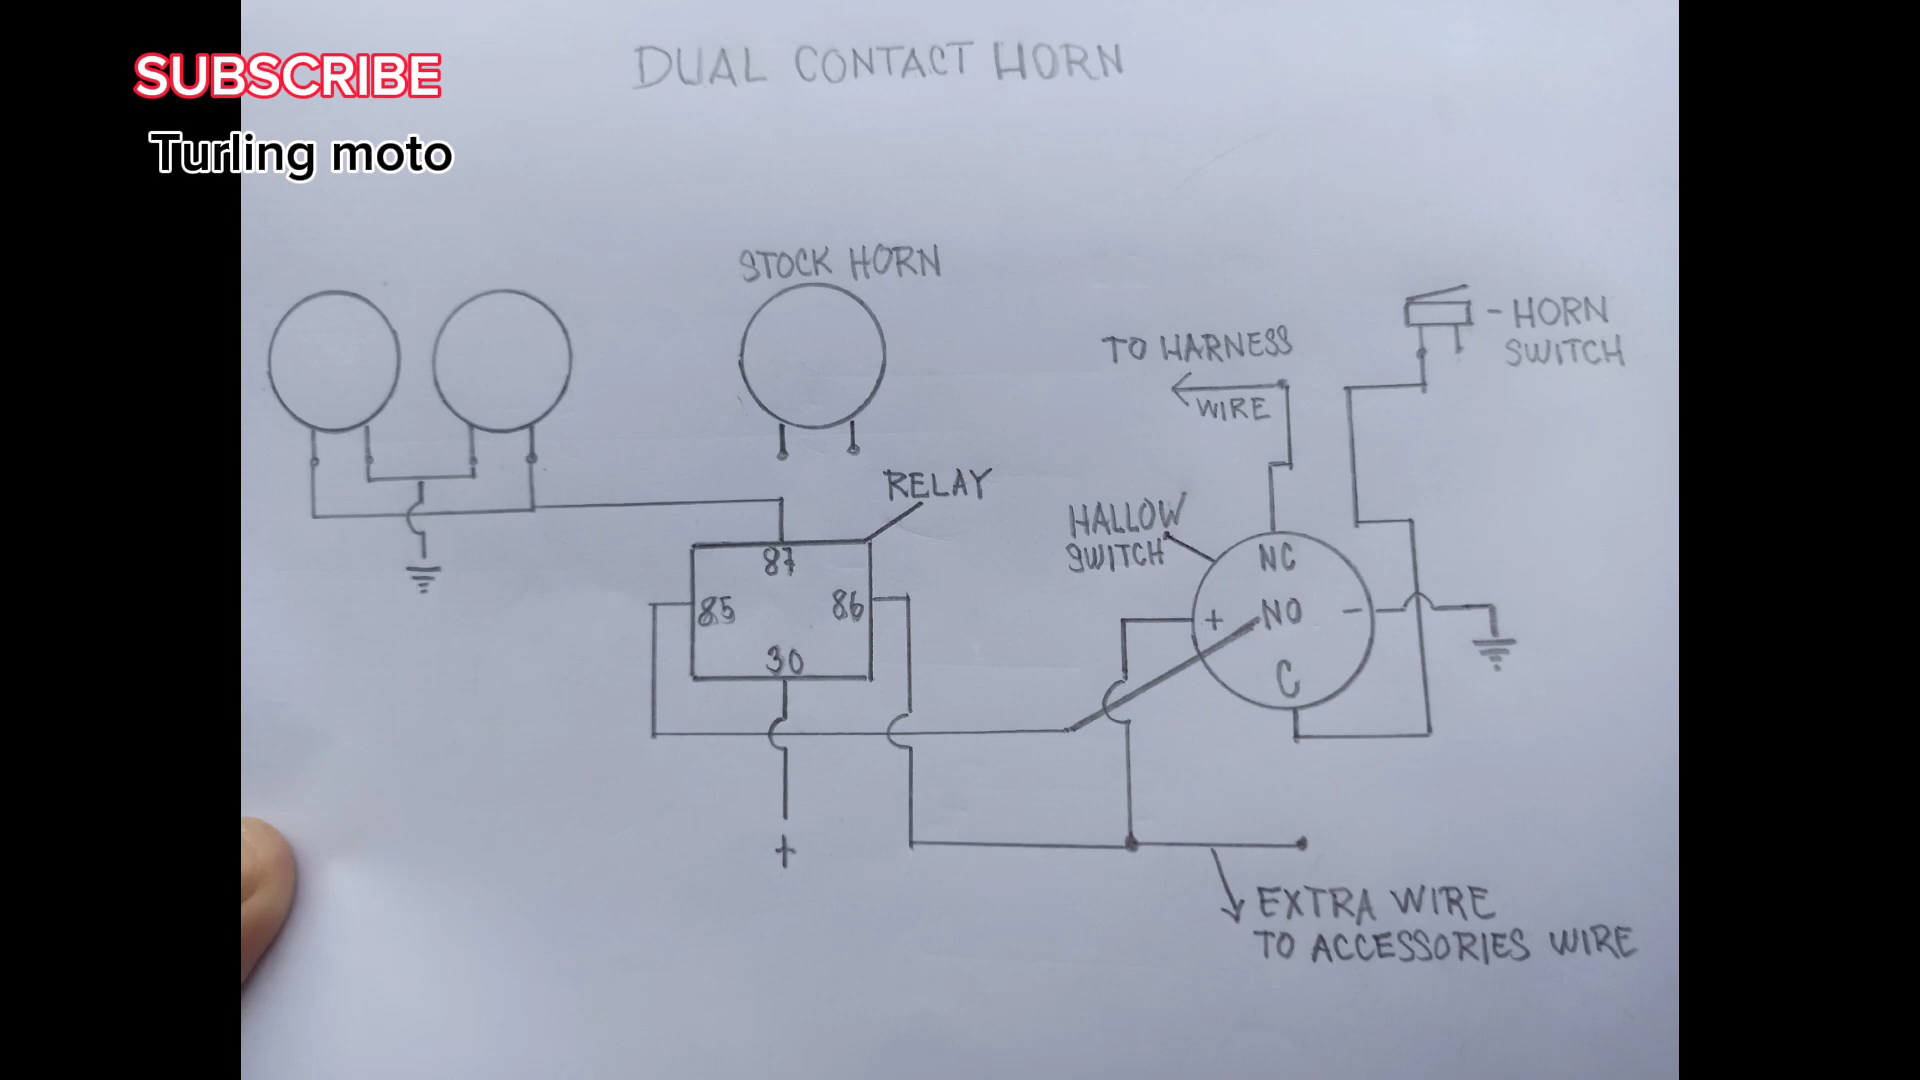 SUBSCRIBE
Turling moto
DUAL CONTACT HORN
STOCK HORN
TO HARNESS
WIRE
- HORN
SWITCH
RELAY
HALLOW
SWITCH
87
85
86
30
+
NC
+
NO
-
C
EXTRA WIRE
TO ACCESSORIES WIRE